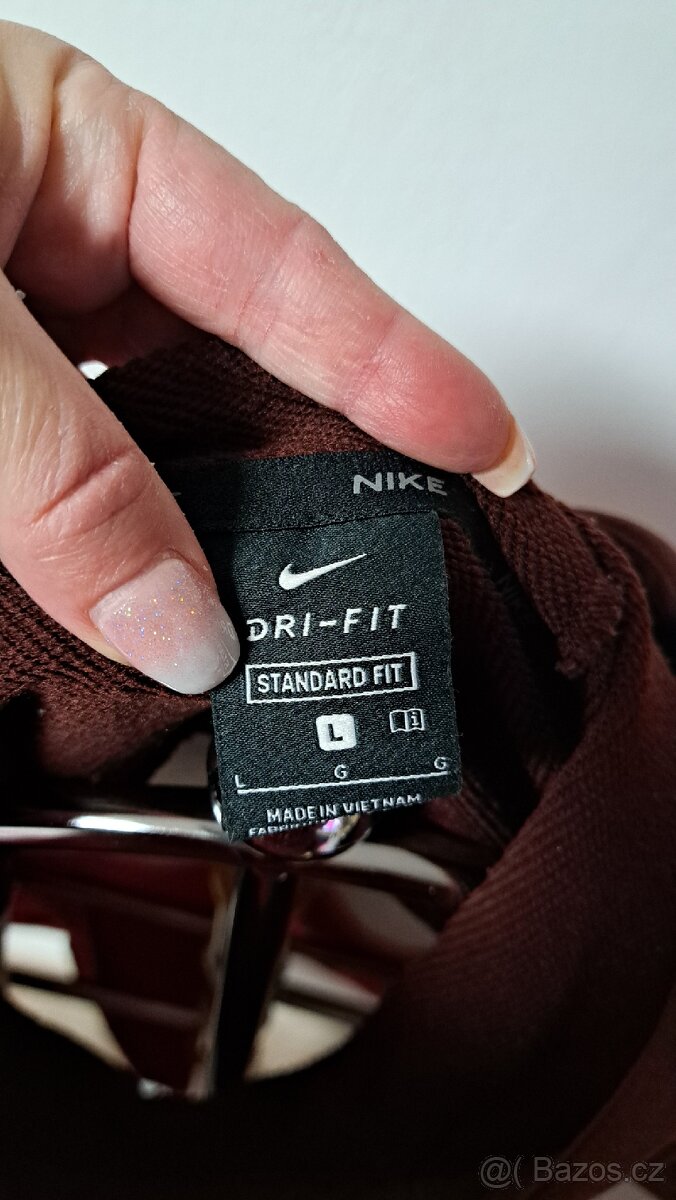 NIKE
DRI-FIT
STANDARD FIT
L
L G G
MADE IN VIETNAM
@( Bazos.cz